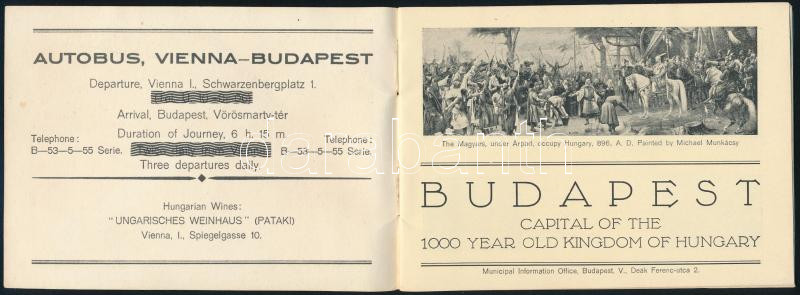 AUTOBUS, VIENNA—BUDAPEST
Departure, Vienna I., Schwarzenbergplatz 1.
Arrival, Budapest, Vörösmarty-tér
Duration of Journey, 6 h. 15 m.
Telephone: Telephone:
B—53—5—55 Serie. B—53—5—55 Serie.
Three departures daily.
Hungarian Wines:
"UNGARISCHES WEINHAUS" (PATAKI)
Vienna, I., Spiegelgasse 10.
The Magyars, under Árpád, occupy Hungary, 896, A. D. Painted by Michael Munkácsy
BUDAPEST
CAPITAL OF THE
1000 YEAR OLD KINGDOM OF HUNGARY
Municipal Information Office, Budapest, V., Deák Ferenc-utca 2.
darabanth